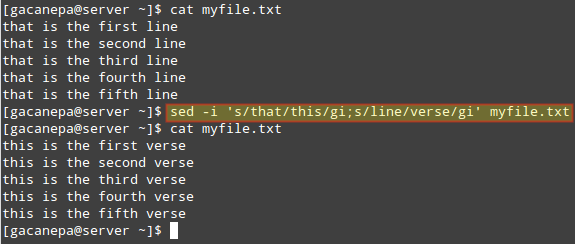 [gacanepa@server ~]$ cat myfile.txt
that is the first line
that is the second line
that is the third line
that is the fourth line
that is the fifth line
[gacanepa@server ~]$ sed -i 's/that/this/gi;s/line/verse/gi' myfile.txt
[gacanepa@server ~]$ cat myfile.txt
this is the first verse
this is the second verse
this is the third verse
this is the fourth verse
this is the fifth verse
[gacanepa@server ~]$